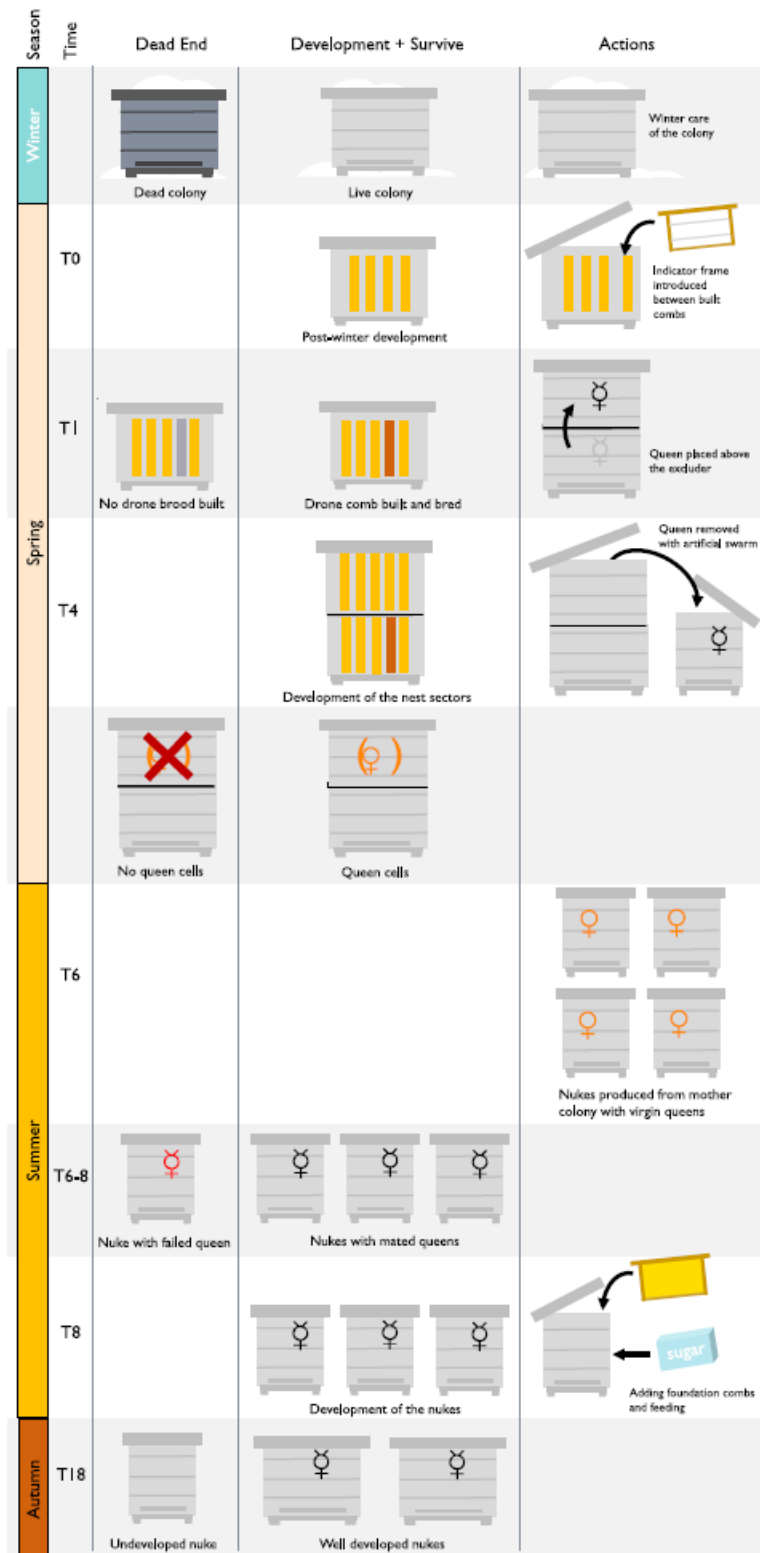 Season
Time
Dead End
Development + Survive
Actions
Winter
Dead colony
Live colony
Winter care
of the colony
Spring
T0
Post-winter development
Indicator frame
introduced
between built
combs
T1
No drone brood built
Drone comb built and bred
Queen placed above
the excluder
T4
Development of the nest sectors
Queen removed
with artificial swarm
No queen cells
Queen cells
Summer
T6
Nukes produced from mother
colony with virgin queens
T6-8
Nuke with failed queen
Nukes with mated queens
T8
Development of the nukes
sugar
Adding foundation combs
and feeding
Autumn
T18
Undeveloped nuke
Well developed nukes